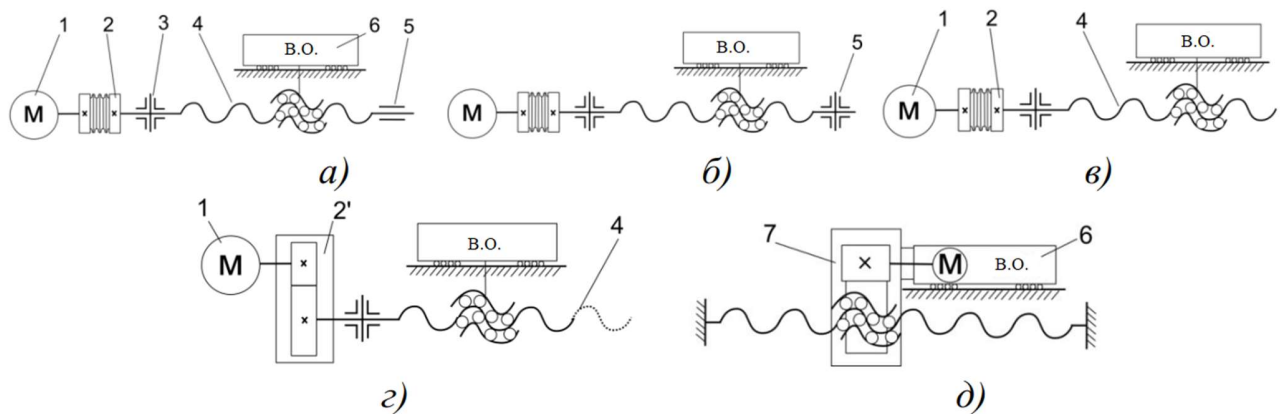 1 2 3 4 6 5
В.О.
М
а)
В.О.
5
М
б)
1 2 4
В.О.
М
в)
1 2' 4
В.О.
М
г)
7 6
М В.О.
д)